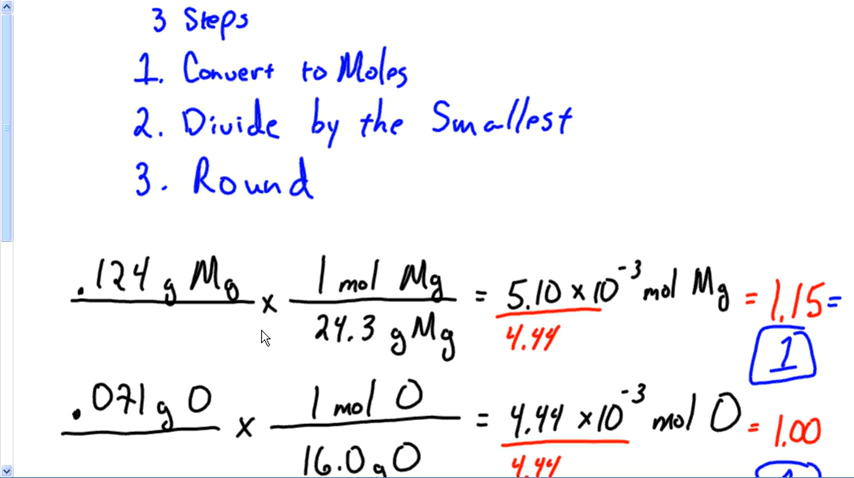 3 Steps
1. Convert to Moles
2. Divide by the Smallest
3. Round
.124 g Mg x 1 mol Mg / 24.3 g Mg = 5.10 x 10^-3 mol Mg / 4.44 = 1.15 = 1
.071 g O x 1 mol O / 16.0 g O = 4.44 x 10^-3 mol O / 4.44 = 1.00